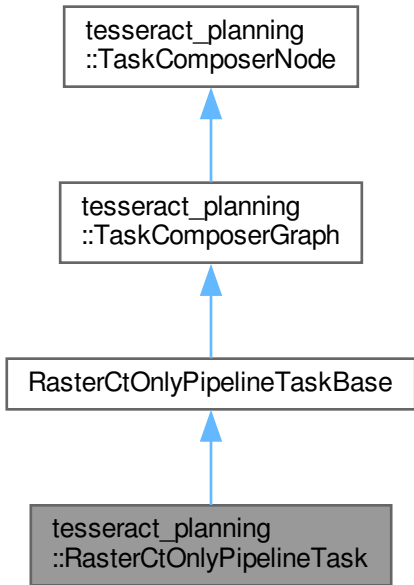 tesseract_planning
::TaskComposerNode
tesseract_planning
::TaskComposerGraph
RasterCtOnlyPipelineTaskBase
tesseract_planning
::RasterCtOnlyPipelineTask